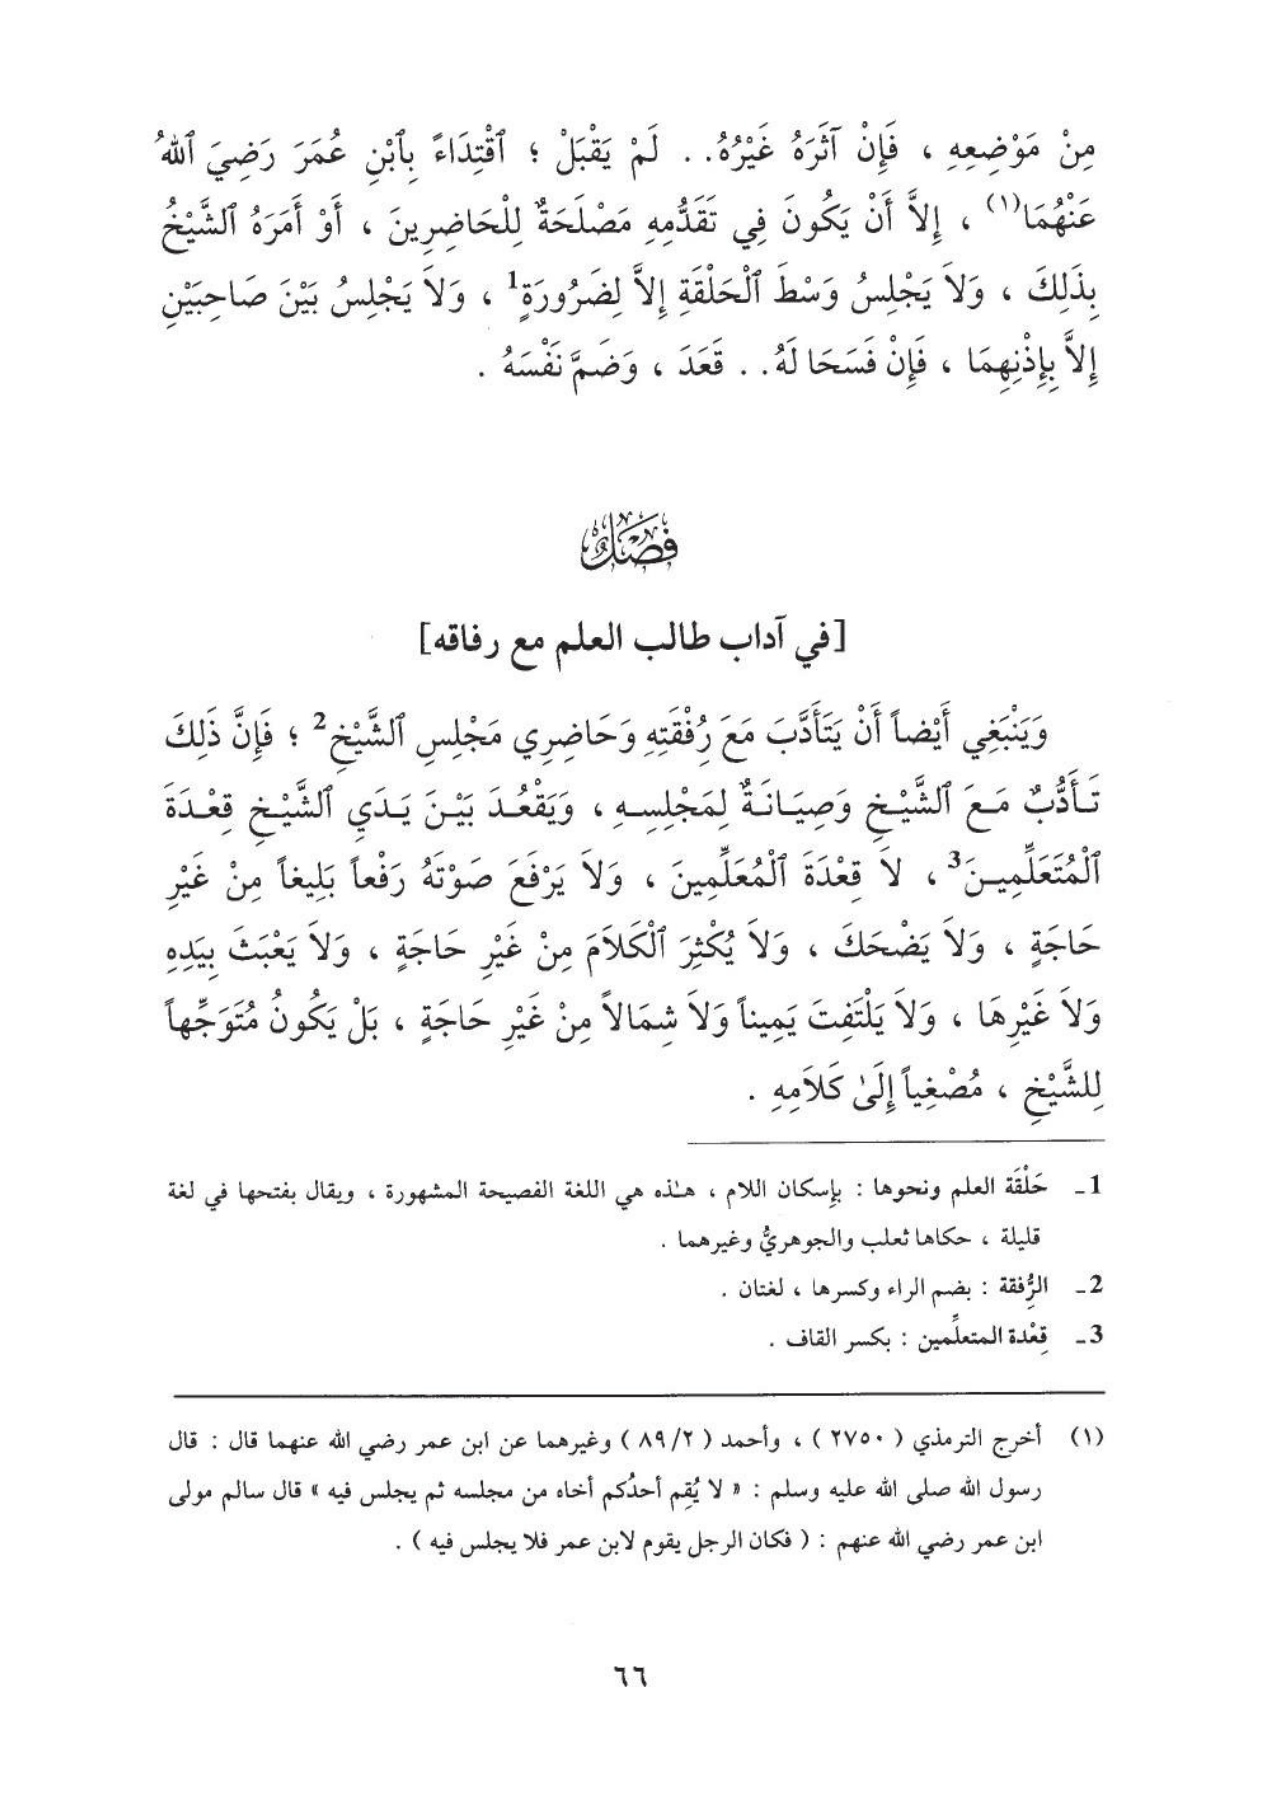 مِنْ مَوْضِعِهِ ، فَإِنْ آثَرَهُ غَيْرُهُ. . لَمْ يَقْبَلْ ؛ ٱقْتِدَاءً بِٱبْنِ عُمَرَ رَضِيَ ٱللهُ
عَنْهُمَا(١) ، إِلاَّ أَنْ يَكُونَ فِي تَقَدُّمِهِ مَصْلَحَةٌ لِلْحَاضِرِينَ ، أَوْ أَمَرَهُ ٱلشَّيْخُ
بِذَلِكَ ، وَلاَ يَجْلِسُ وَسْطَ ٱلْحَلْقَةِ إِلاَّ لِضَرُورَةٍ1 ، وَلاَ يَجْلِسُ بَيْنَ صَاحِبَيْنِ
إِلاَّ بِإِذْنِهِمَا ، فَإِنْ فَسَحَا لَهُ. . قَعَدَ ، وَضَمَّ نَفْسَهُ .
فَصْلٌ
[في آداب طالب العلم مع رفاقه]
وَيَنْبَغِي أَيْضاً أَنْ يَتَأَدَّبَ مَعَ رُفْقَتِهِ وَحَاضِرِي مَجْلِسِ ٱلشَّيْخِ2 ؛ فَإِنَّ ذَلِكَ
تَأَدُّبٌ مَعَ ٱلشَّيْخِ وَصِيَانَةٌ لِمَجْلِسِهِ ، وَيَقْعُدَ بَيْنَ يَدَيِ ٱلشَّيْخِ قِعْدَةَ
ٱلْمُتَعَلِّمِينَ3 ، لاَ قِعْدَةَ ٱلْمُعَلِّمِينَ ، وَلاَ يَرْفَعَ صَوْتَهُ رَفْعاً بَلِيغاً مِنْ غَيْرِ
حَاجَةٍ ، وَلاَ يَضْحَكَ ، وَلاَ يُكْثِرَ ٱلْكَلاَمَ مِنْ غَيْرِ حَاجَةٍ ، وَلاَ يَعْبَثَ بِيَدِهِ
وَلاَ غَيْرِهَا ، وَلاَ يَلْتَفِتَ يَمِيناً وَلاَ شِمَالاً مِنْ غَيْرِ حَاجَةٍ ، بَلْ يَكُونُ مُتَوَجِّهاً
لِلشَّيْخِ ، مُصْغِياً إِلَىٰ كَلاَمِهِ .
1 ـ حَلْقَة العلم ونحوها : بإسكان اللام ، هـٰذه هي اللغة الفصيحة المشهورة ، ويقال بفتحها في لغة
قليلة ، حكاها ثعلب والجوهريُّ وغيرهما .
2 ـ الرُِّفقة : بضم الراء وكسرها ، لغتان .
3 ـ قِعْدة المتعلِّمين : بكسر القاف .
(١) أخرج الترمذي ( ٢٧٥٠ ) ، وأحمد ( ٨٩/٢ ) وغيرهما عن ابن عمر رضي الله عنهما قال : قال
رسول الله صلى الله عليه وسلم : « لا يُقِم أحدُكم أخاه من مجلسه ثم يجلس فيه » قال سالم مولى
ابن عمر رضي الله عنهم : ( فكان الرجل يقوم لابن عمر فلا يجلس فيه ) .
٦٦